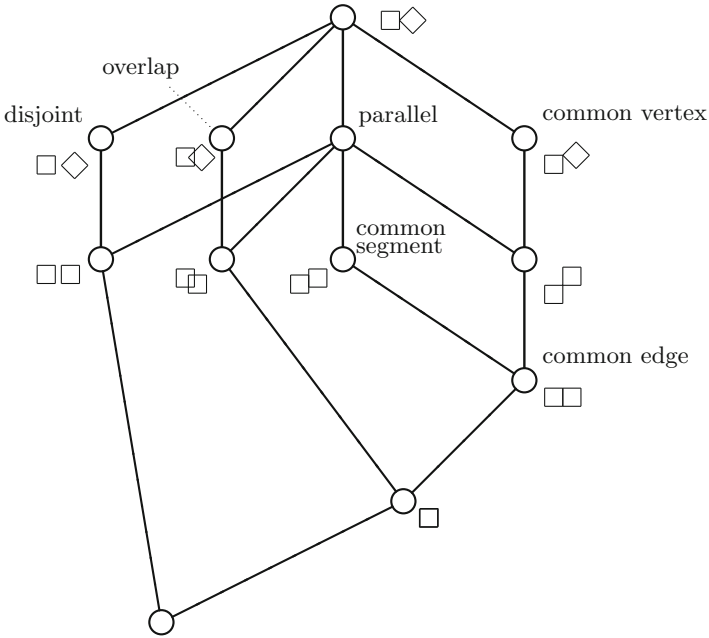 overlap
disjoint
parallel
common vertex
common
segment
common edge